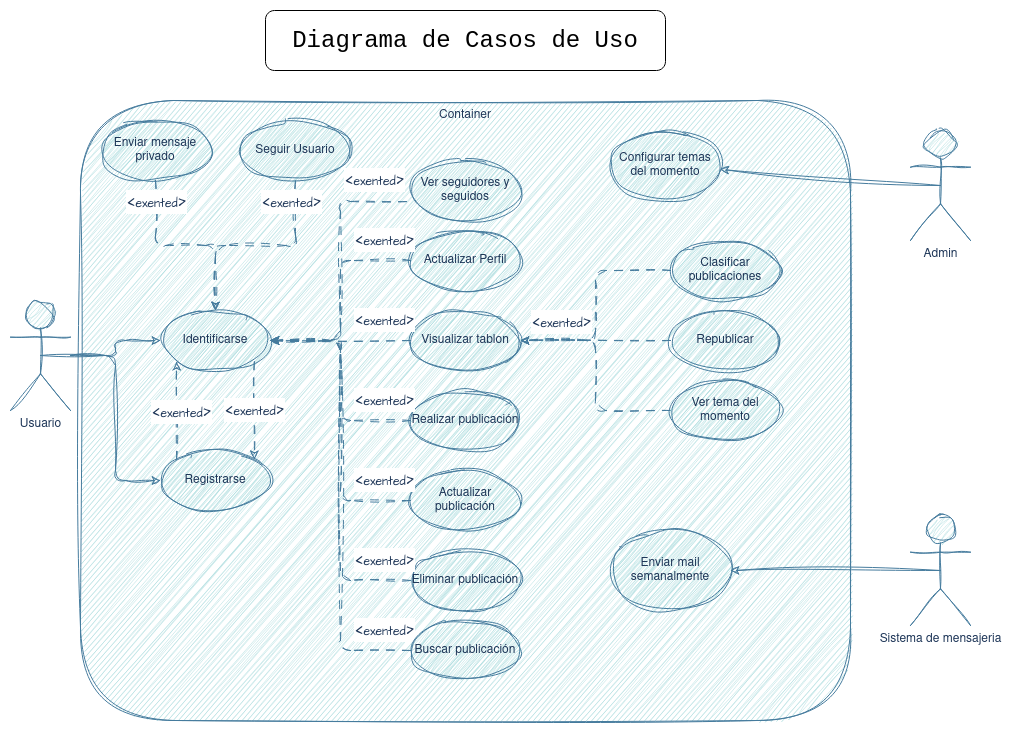 Diagrama de Casos de Uso
Container
Enviar mensaje
privado
Seguir Usuario
<exented>
<exented>
<exented>
Ver seguidores y
seguidos
Configurar temas
del momento
Admin
<exented>
Actualizar Perfil
Clasificar
publicaciones
Usuario
Identificarse
<exented>
Visualizar tablon
<exented>
Republicar
Ver tema del
momento
<exented>
<exented>
<exented>
Realizar publicación
Registrarse
<exented>
Actualizar
publicación
<exented>
Eliminar publicación
Enviar mail
semanalmente
Sistema de mensajeria
<exented>
Buscar publicación